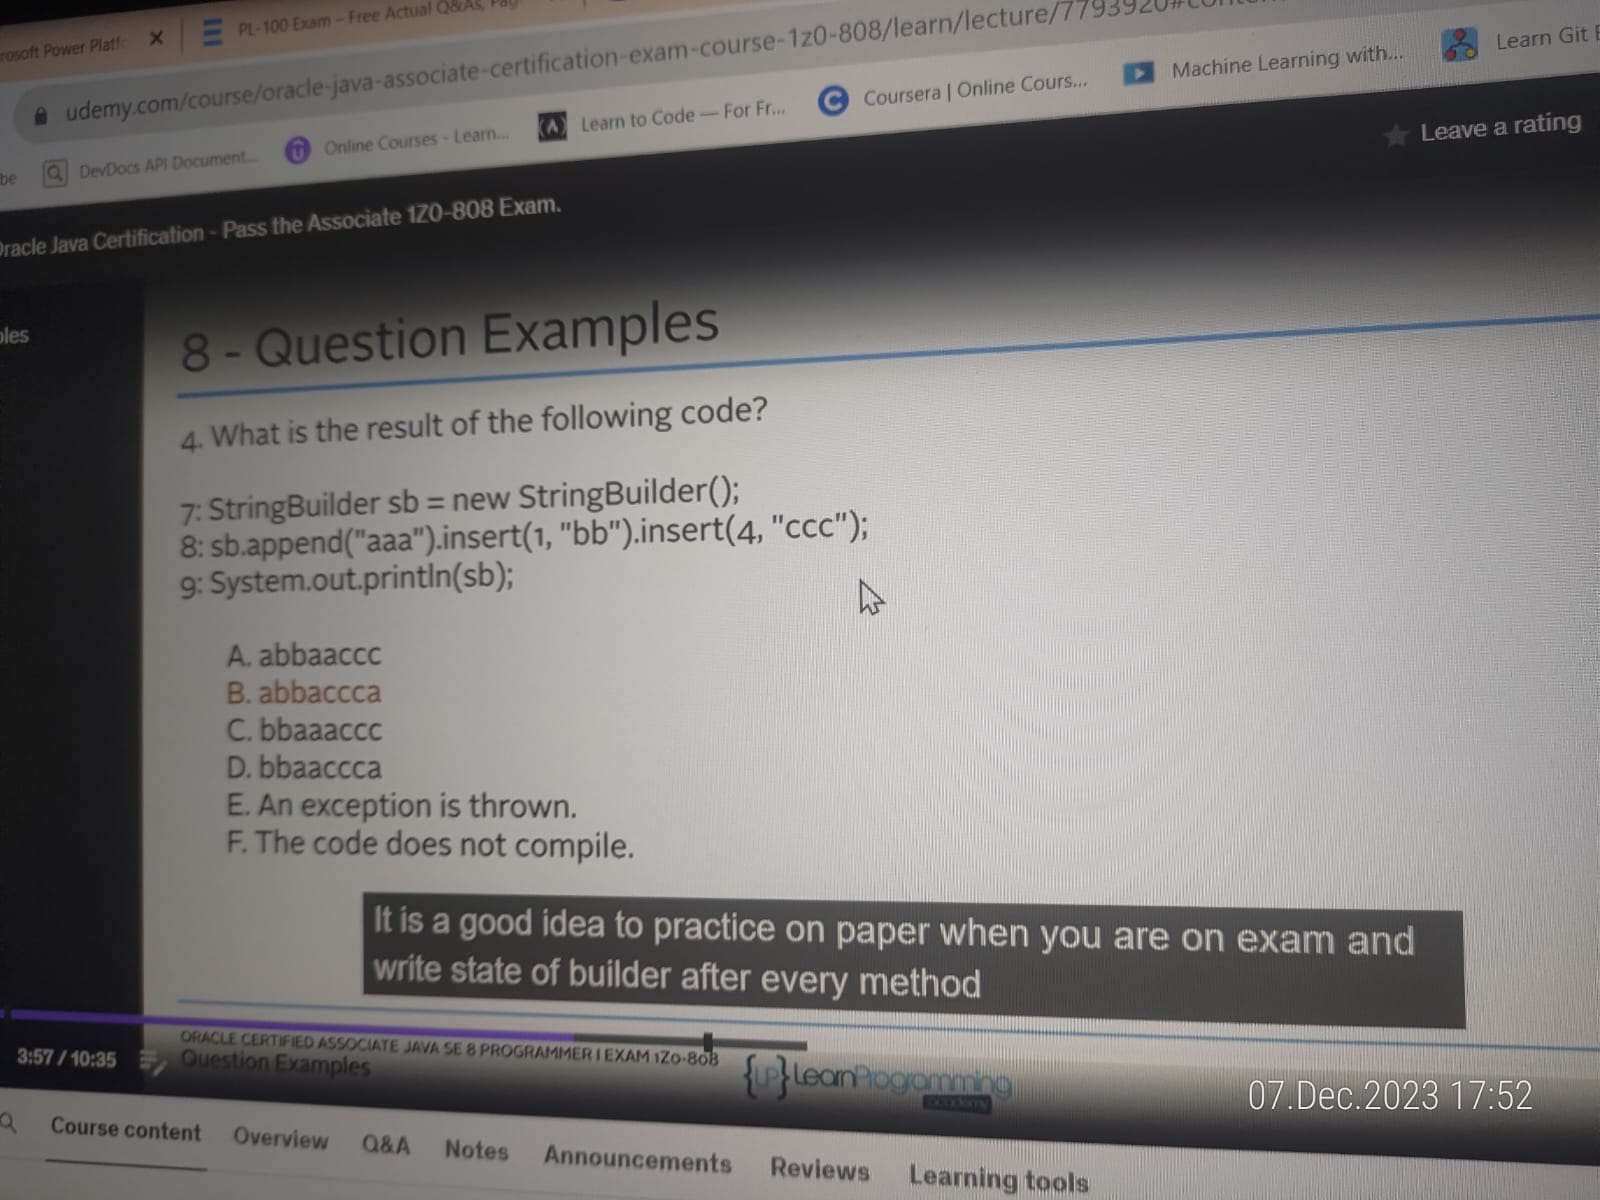 rosoft Power Platfo
PL-100 Exam – Free Actual Q&As, Pag
udemy.com/course/oracle-java-associate-certification-exam-course-1z0-808/learn/lecture/7793920#
be
DevDocs API Document...
Online Courses - Learn...
Learn to Code — For Fr...
Coursera | Online Cours...
Machine Learning with...
Learn Git B
Leave a rating
Oracle Java Certification - Pass the Associate 1Z0-808 Exam.
ples
8 - Question Examples
4. What is the result of the following code?
7: StringBuilder sb = new StringBuilder();
8: sb.append("aaa").insert(1, "bb").insert(4, "ccc");
9: System.out.println(sb);
A. abbaaccc
B. abbaccca
C. bbaaaccc
D. bbaaccca
E. An exception is thrown.
F. The code does not compile.
It is a good idea to practice on paper when you are on exam and
write state of builder after every method
ORACLE CERTIFIED ASSOCIATE JAVA SE 8 PROGRAMMER I EXAM 1Z0-808
3:57 / 10:35
Question Examples
{LP} LearnProgramming
academy
07.Dec.2023 17:52
Course content
Overview
Q&A
Notes
Announcements
Reviews
Learning tools